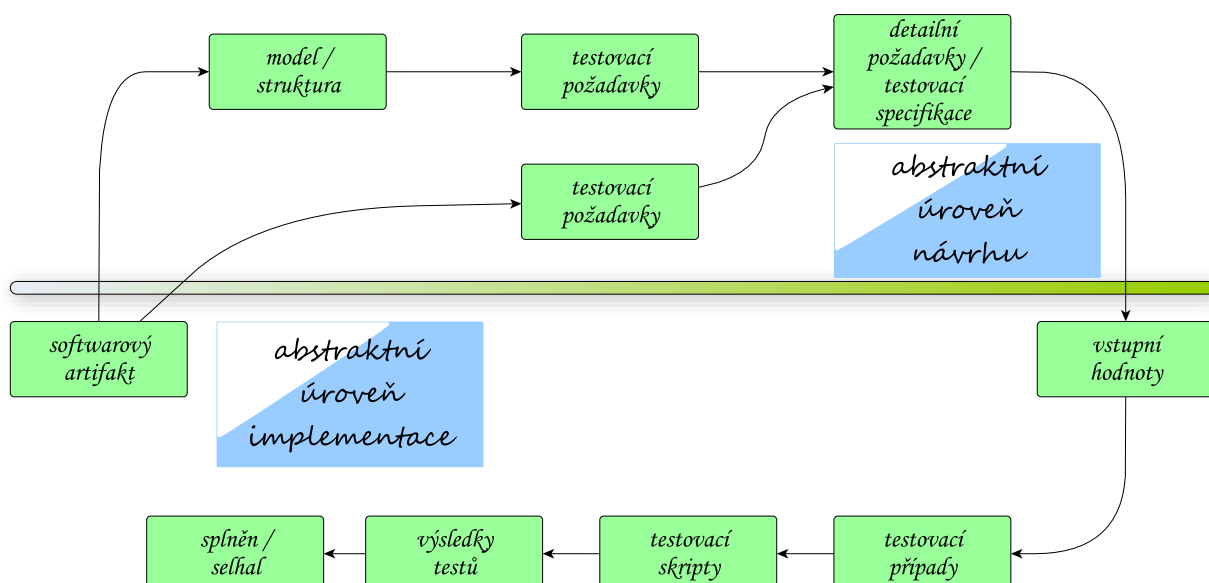 model /
struktura
testovací
požadavky
detailní
požadavky /
testovací
specifikace
testovací
požadavky
abstraktní
úroveň
návrhu
softwarový
artifakt
abstraktní
úroveň
implementace
vstupní
hodnoty
splněn /
selhal
výsledky
testů
testovací
skripty
testovací
případy